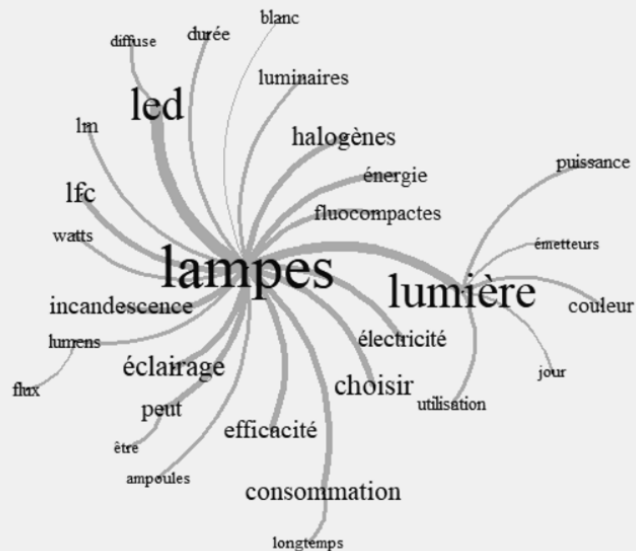 blanc
diffuse
durée
luminaires
led
halogènes
lm
puissance
énergie
lfc
fluocompactes
watts
émetteurs
lampes
lumière
incandescence
couleur
lumens
électricité
éclairage
jour
choisir
flux
utilisation
peut
efficacité
être
ampoules
consommation
longtemps